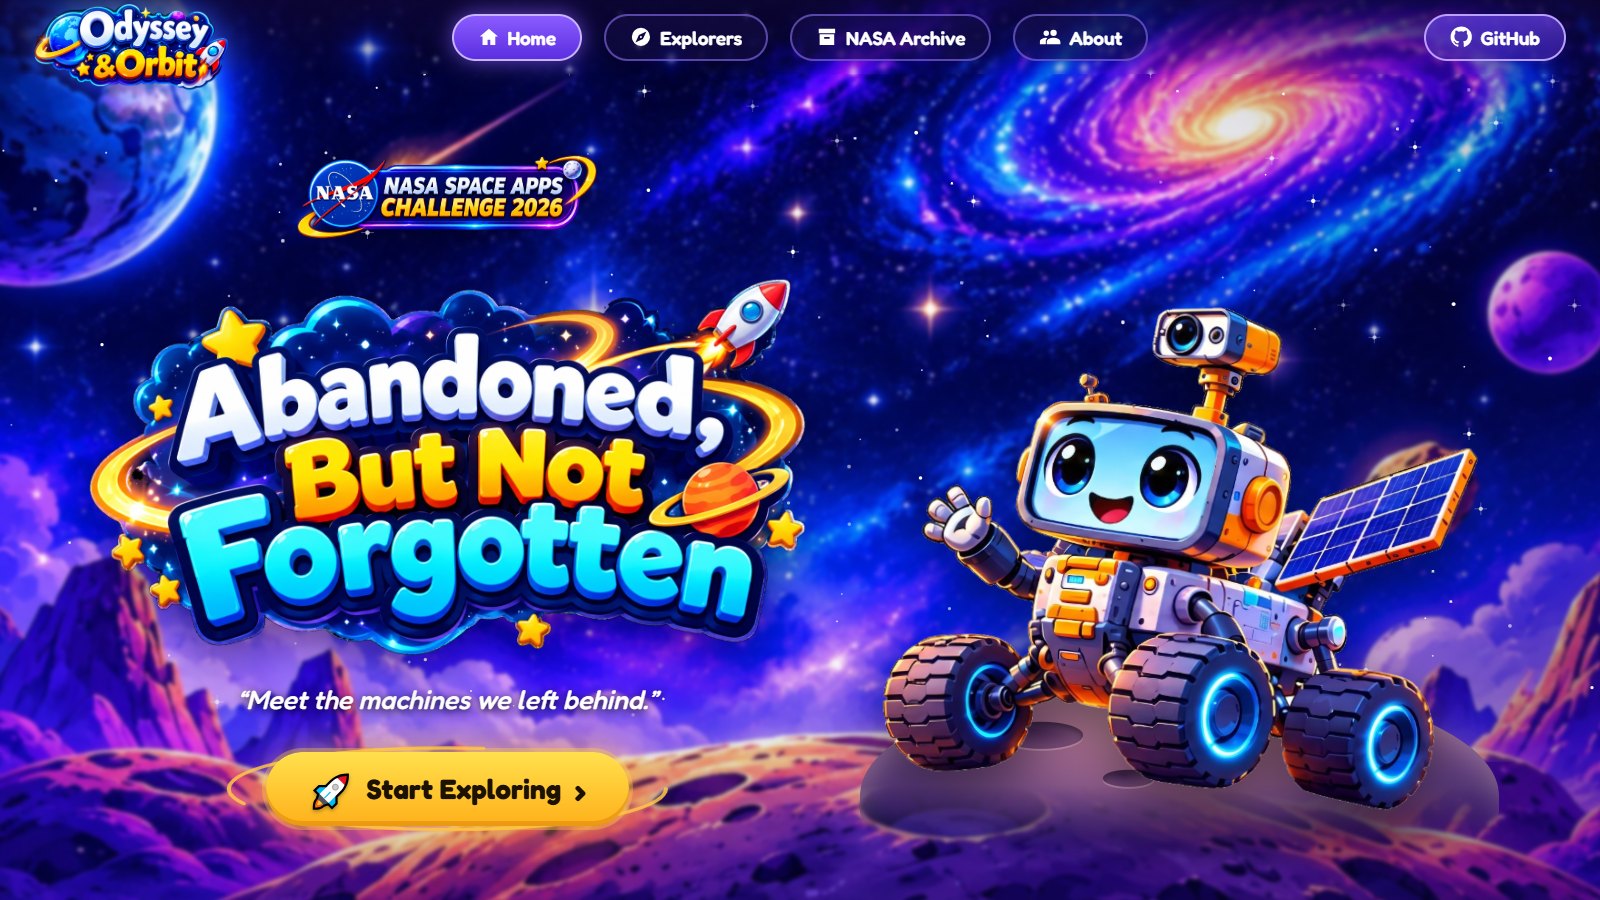 Odyssey
&Orbit
Home
Explorers
NASA Archive
About
GitHub
NASA
NASA SPACE APPS
CHALLENGE 2026
Abandoned,
But Not
Forgotten
“Meet the machines we left behind.”
Start Exploring ›